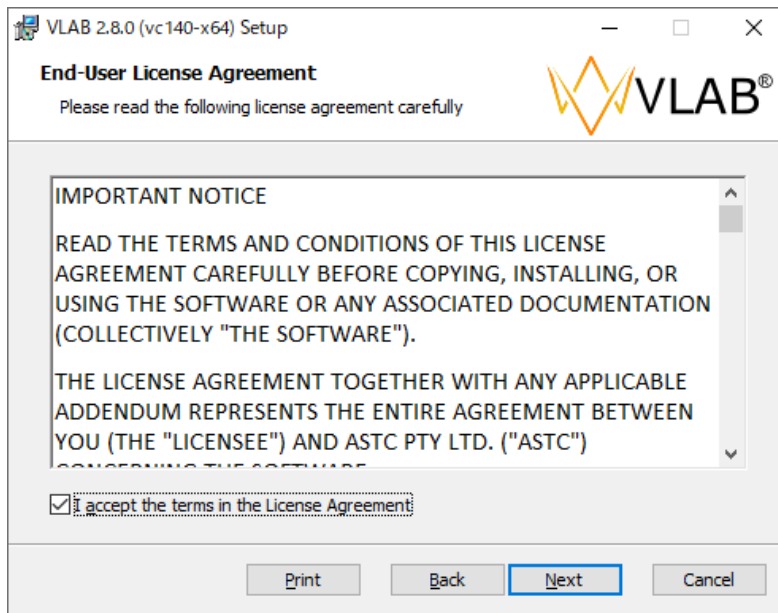 VLAB 2.8.0 (vc140-x64) Setup
End-User License Agreement
Please read the following license agreement carefully
VLAB®
IMPORTANT NOTICE
READ THE TERMS AND CONDITIONS OF THIS LICENSE
AGREEMENT CAREFULLY BEFORE COPYING, INSTALLING, OR
USING THE SOFTWARE OR ANY ASSOCIATED DOCUMENTATION
(COLLECTIVELY "THE SOFTWARE").
THE LICENSE AGREEMENT TOGETHER WITH ANY APPLICABLE
ADDENDUM REPRESENTS THE ENTIRE AGREEMENT BETWEEN
YOU (THE "LICENSEE") AND ASTC PTY LTD. ("ASTC")
CONCERNING THE SOFTWARE
I accept the terms in the License Agreement
Print Back Next Cancel